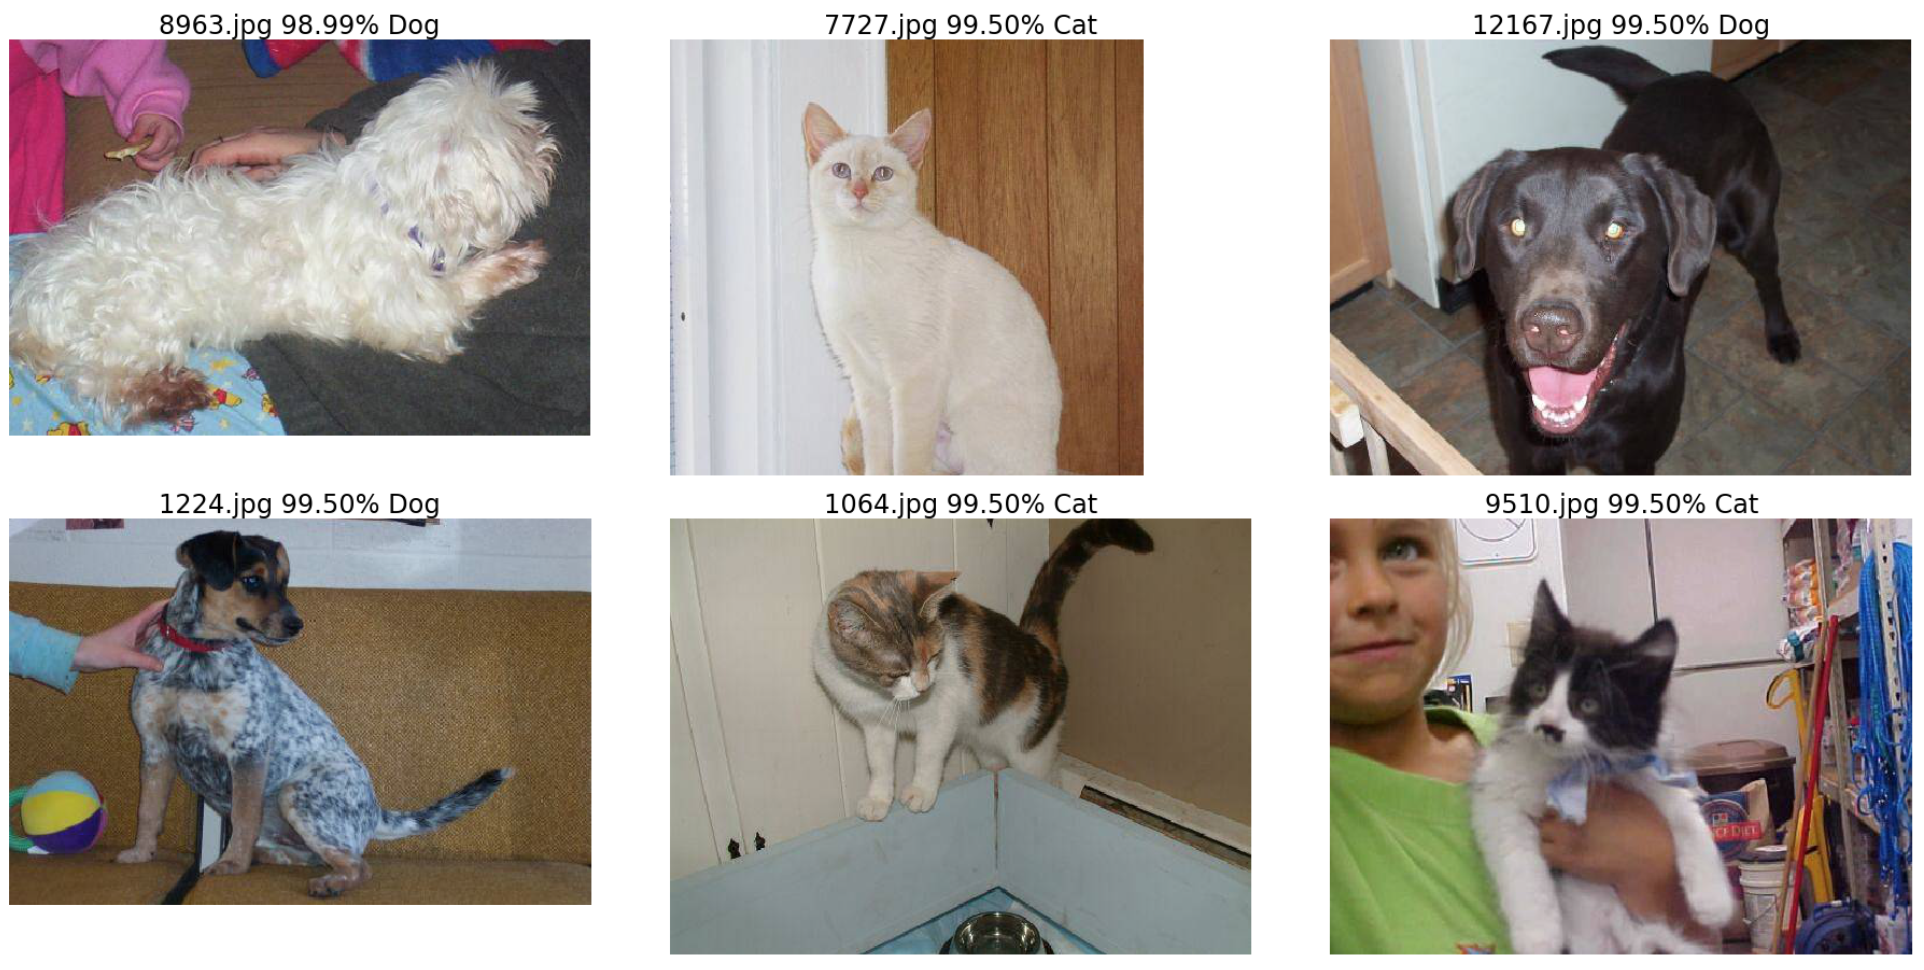 8963.jpg 98.99% Dog
7727.jpg 99.50% Cat
12167.jpg 99.50% Dog
1224.jpg 99.50% Dog
1064.jpg 99.50% Cat
9510.jpg 99.50% Cat
DIET